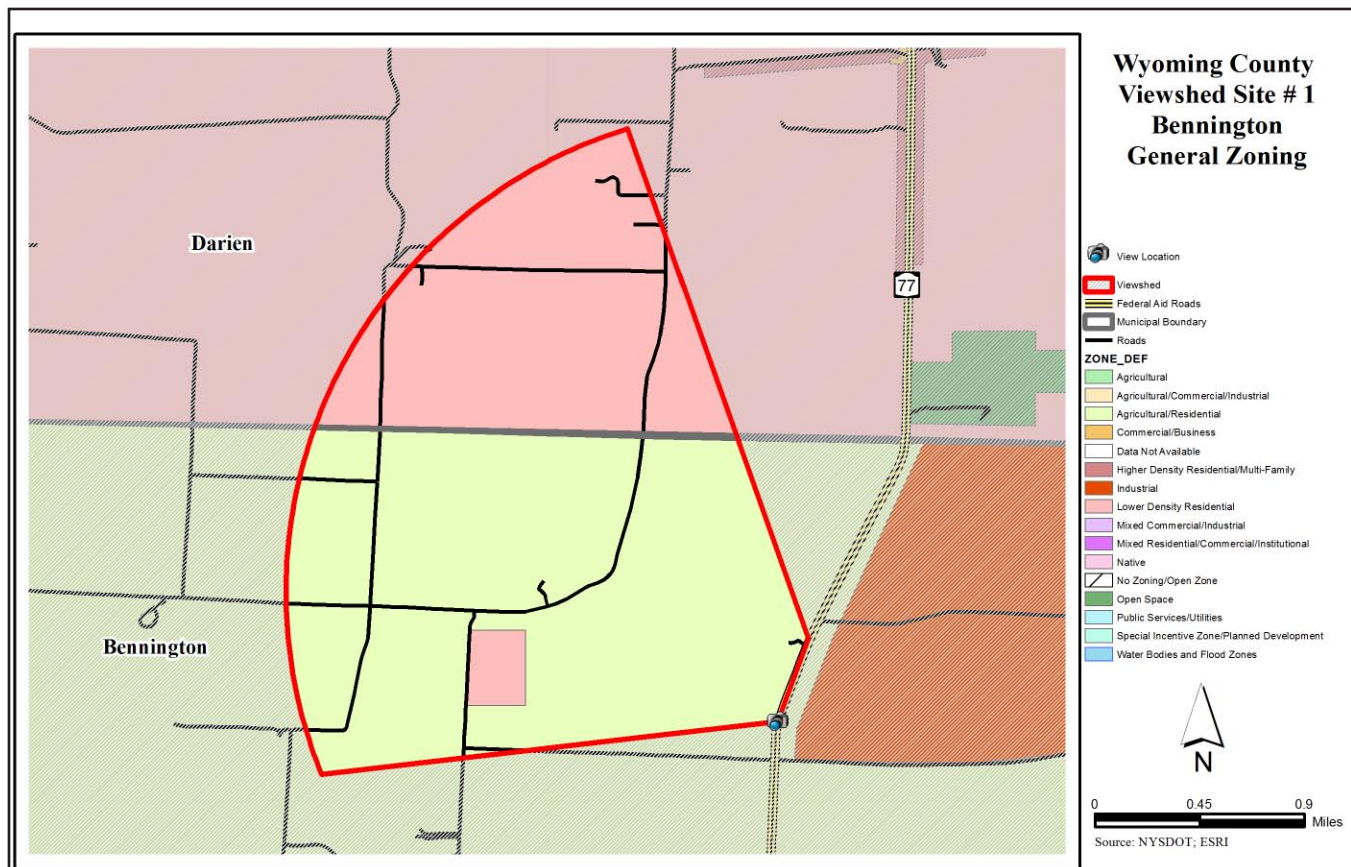 Wyoming County
Viewshed Site # 1
Bennington
General Zoning
Darien
77
Bennington
View Location
Viewshed
Federal Aid Roads
Municipal Boundary
Roads
ZONE_DEF
Agricultural
Agricultural/Commercial/Industrial
Agricultural/Residential
Commercial/Business
Data Not Available
Higher Density Residential/Multi-Family
Industrial
Lower Density Residential
Mixed Commercial/Industrial
Mixed Residential/Commercial/Institutional
Native
No Zoning/Open Zone
Open Space
Public Services/Utilities
Special Incentive Zone/Planned Development
Water Bodies and Flood Zones
N
0 0.45 0.9
Miles
Source: NYSDOT; ESRI